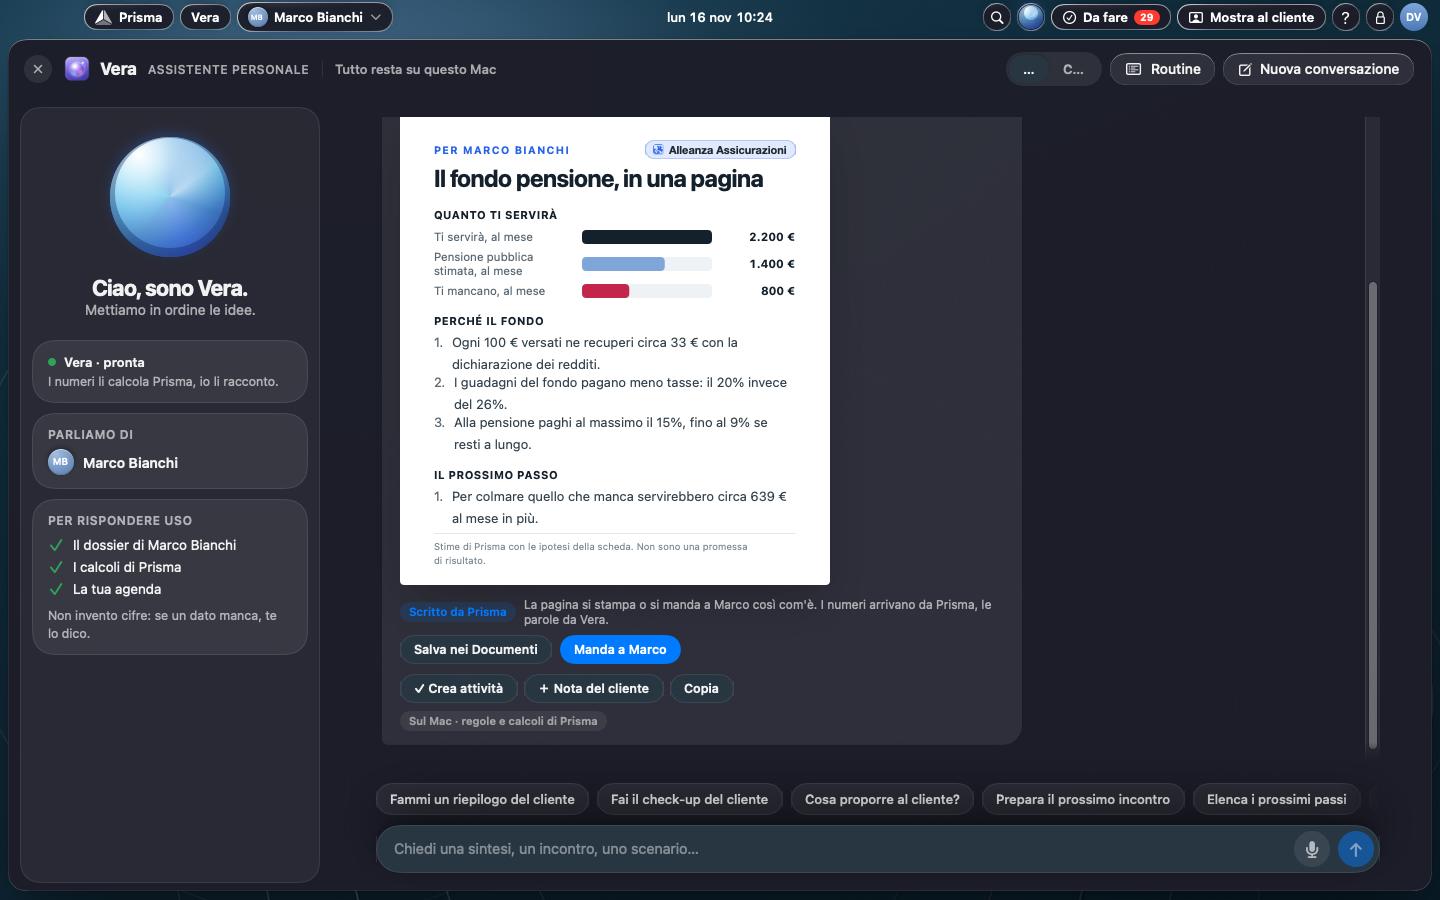 Prisma
Vera
MB Marco Bianchi
lun 16 nov 10:24
Da fare 29
Mostra al cliente
?
DV
Vera ASSISTENTE PERSONALE Tutto resta su questo Mac
... C...
Routine
Nuova conversazione
Ciao, sono Vera.
Mettiamo in ordine le idee.
Vera · pronta
I numeri li calcola Prisma, io li racconto.
PARLIAMO DI
MB Marco Bianchi
PER RISPONDERE USO
Il dossier di Marco Bianchi
I calcoli di Prisma
La tua agenda
Non invento cifre: se un dato manca, te
lo dico.
PER MARCO BIANCHI
Alleanza Assicurazioni
Il fondo pensione, in una pagina
QUANTO TI SERVIRÀ
Ti servirà, al mese 2.200 €
Pensione pubblica
stimata, al mese 1.400 €
Ti mancano, al mese 800 €
PERCHÉ IL FONDO
1. Ogni 100 € versati ne recuperi circa 33 € con la
dichiarazione dei redditi.
2. I guadagni del fondo pagano meno tasse: il 20% invece
del 26%.
3. Alla pensione paghi al massimo il 15%, fino al 9% se
resti a lungo.
IL PROSSIMO PASSO
1. Per colmare quello che manca servirebbero circa 639 €
al mese in più.
Stime di Prisma con le ipotesi della scheda. Non sono una promessa
di risultato.
Scritto da Prisma
La pagina si stampa o si manda a Marco così com'è. I numeri arrivano da Prisma, le
parole da Vera.
Salva nei Documenti
Manda a Marco
Crea attività
+ Nota del cliente
Copia
Sul Mac · regole e calcoli di Prisma
Fammi un riepilogo del cliente
Fai il check-up del cliente
Cosa proporre al cliente?
Prepara il prossimo incontro
Elenca i prossimi passi
Chiedi una sintesi, un incontro, uno scenario...